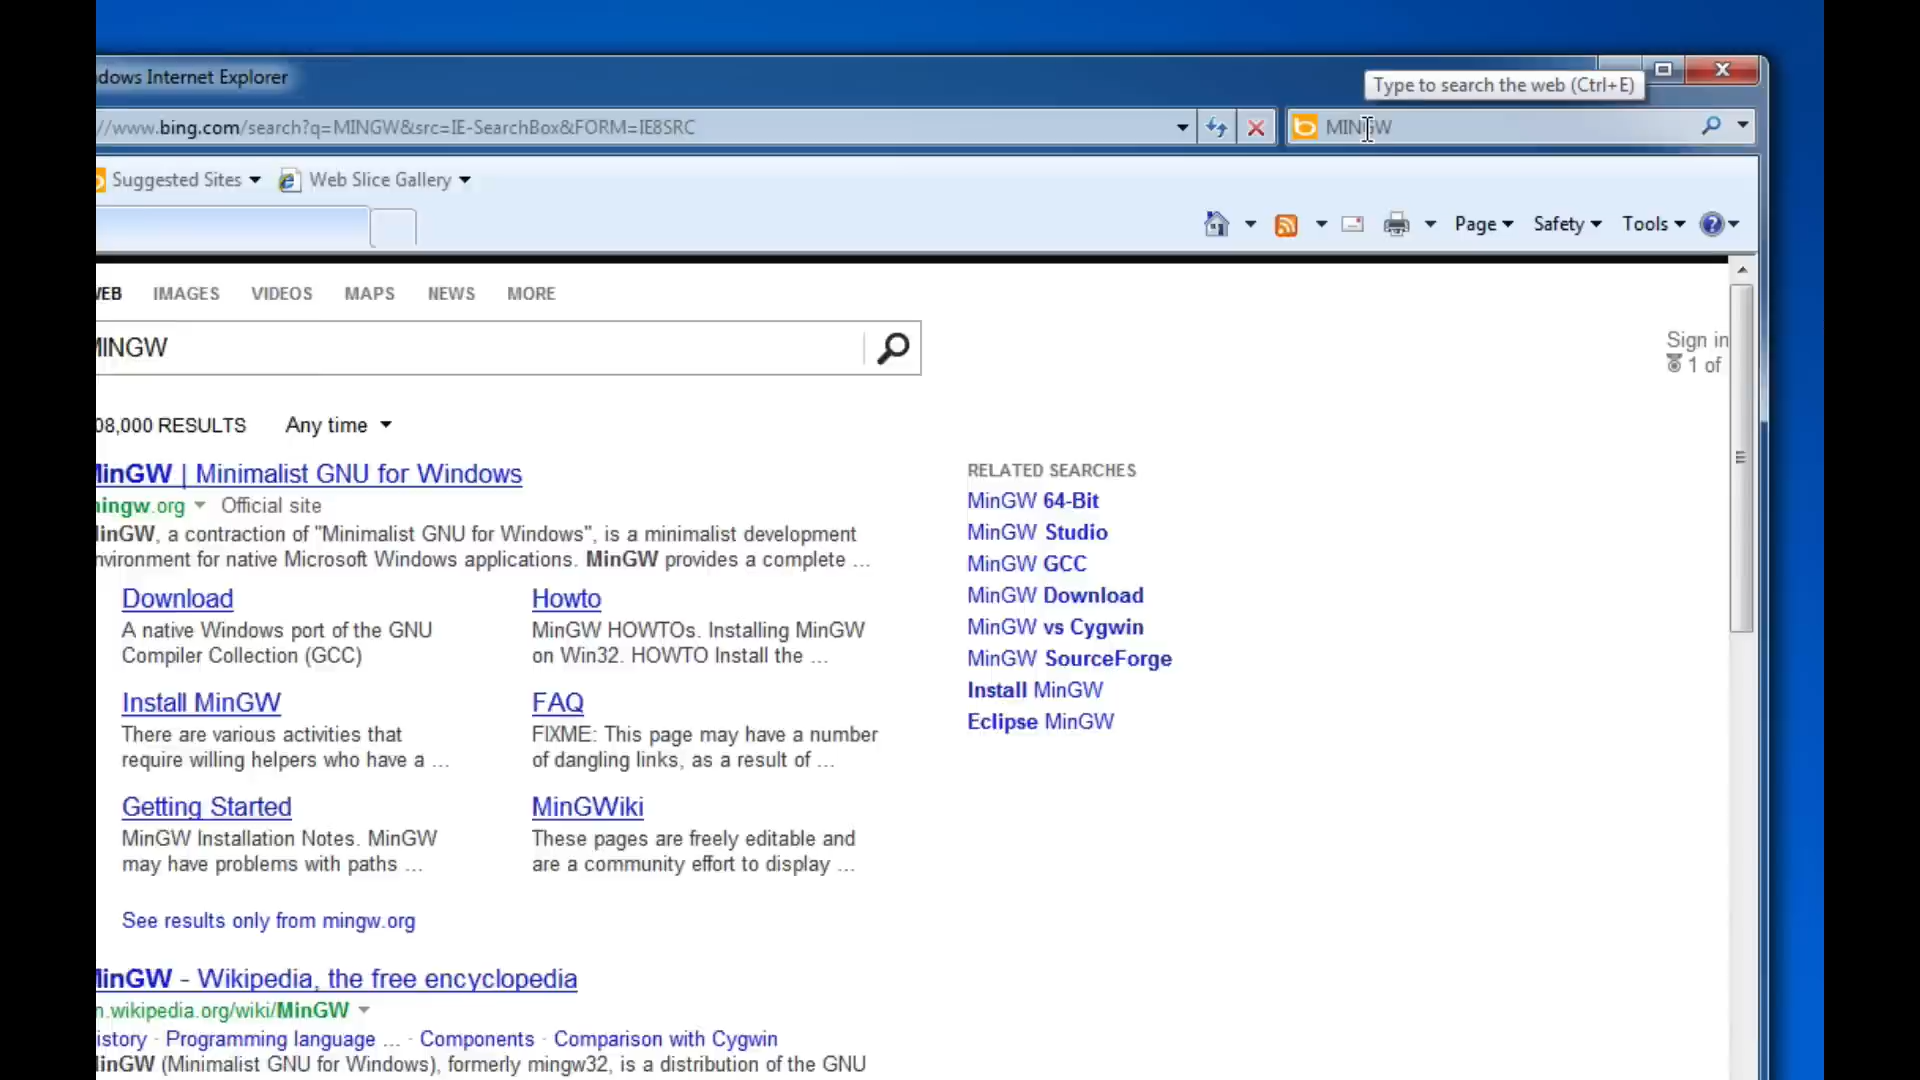 dows Internet Explorer
Type to search the web (Ctrl+E)
//www.bing.com/search?q=MINGW&src=IE-SearchBox&FORM=IE8SRC
MINGW
Suggested Sites
Web Slice Gallery
Page
Safety
Tools
EB IMAGES VIDEOS MAPS NEWS MORE
MINGW
Sign in
1 of
08,000 RESULTS
Any time
MinGW | Minimalist GNU for Windows
mingw.org
Official site
MinGW, a contraction of "Minimalist GNU for Windows", is a minimalist development
nvironment for native Microsoft Windows applications. MinGW provides a complete ...
Download
A native Windows port of the GNU
Compiler Collection (GCC)
Howto
MinGW HOWTOs. Installing MinGW
on Win32. HOWTO Install the ...
Install MinGW
There are various activities that
require willing helpers who have a ...
FAQ
FIXME: This page may have a number
of dangling links, as a result of ...
Getting Started
MinGW Installation Notes. MinGW
may have problems with paths ...
MinGWiki
These pages are freely editable and
are a community effort to display ...
See results only from mingw.org
MinGW - Wikipedia, the free encyclopedia
n.wikipedia.org/wiki/MinGW
istory · Programming language ... · Components · Comparison with Cygwin
MinGW (Minimalist GNU for Windows), formerly mingw32, is a distribution of the GNU
RELATED SEARCHES
MinGW 64-Bit
MinGW Studio
MinGW GCC
MinGW Download
MinGW vs Cygwin
MinGW SourceForge
Install MinGW
Eclipse MinGW